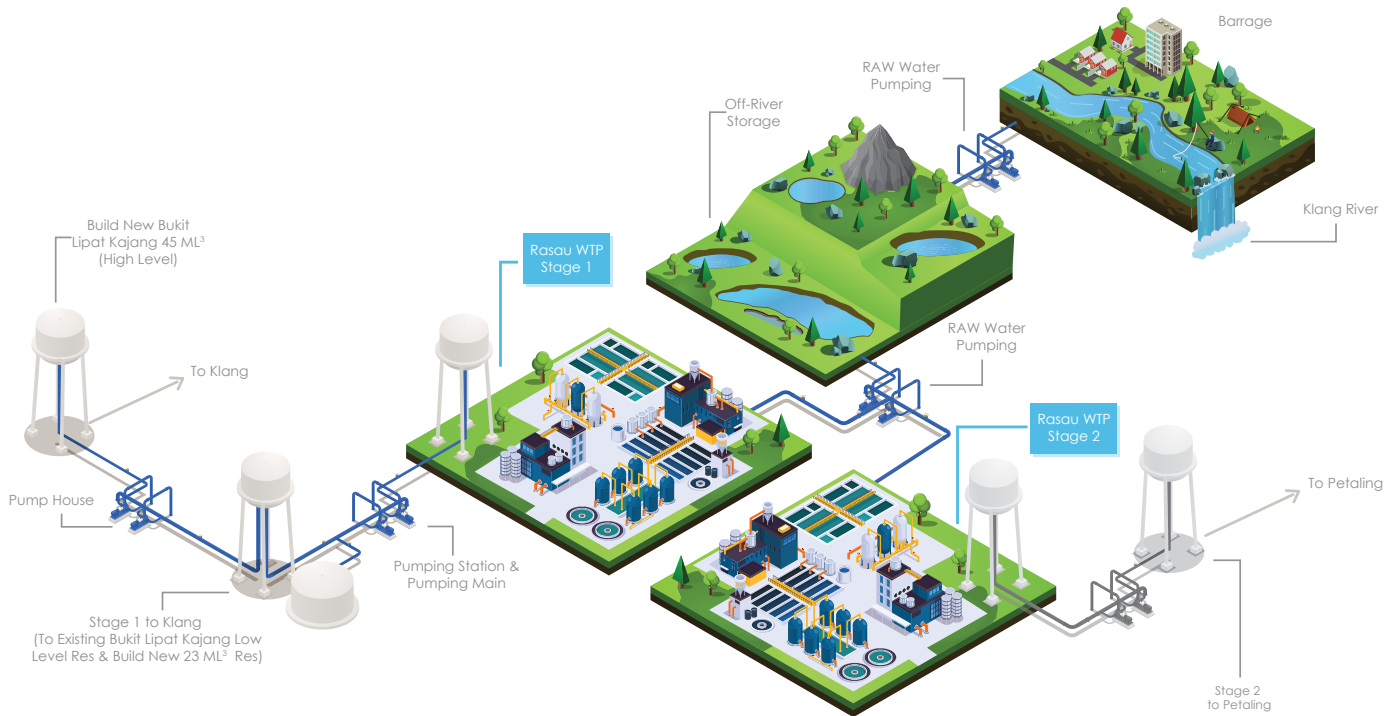 Barrage
RAW Water
Pumping
Off-River
Storage
Klang River
Build New Bukit
Lipat Kajang 45 ML³
(High Level)
Rasau WTP
Stage 1
RAW Water
Pumping
To Klang
Rasau WTP
Stage 2
To Petaling
Pump House
Pumping Station &
Pumping Main
Stage 1 to Klang
(To Existing Bukit Lipat Kajang Low
Level Res & Build New 23 ML³ Res)
Stage 2
to Petaling